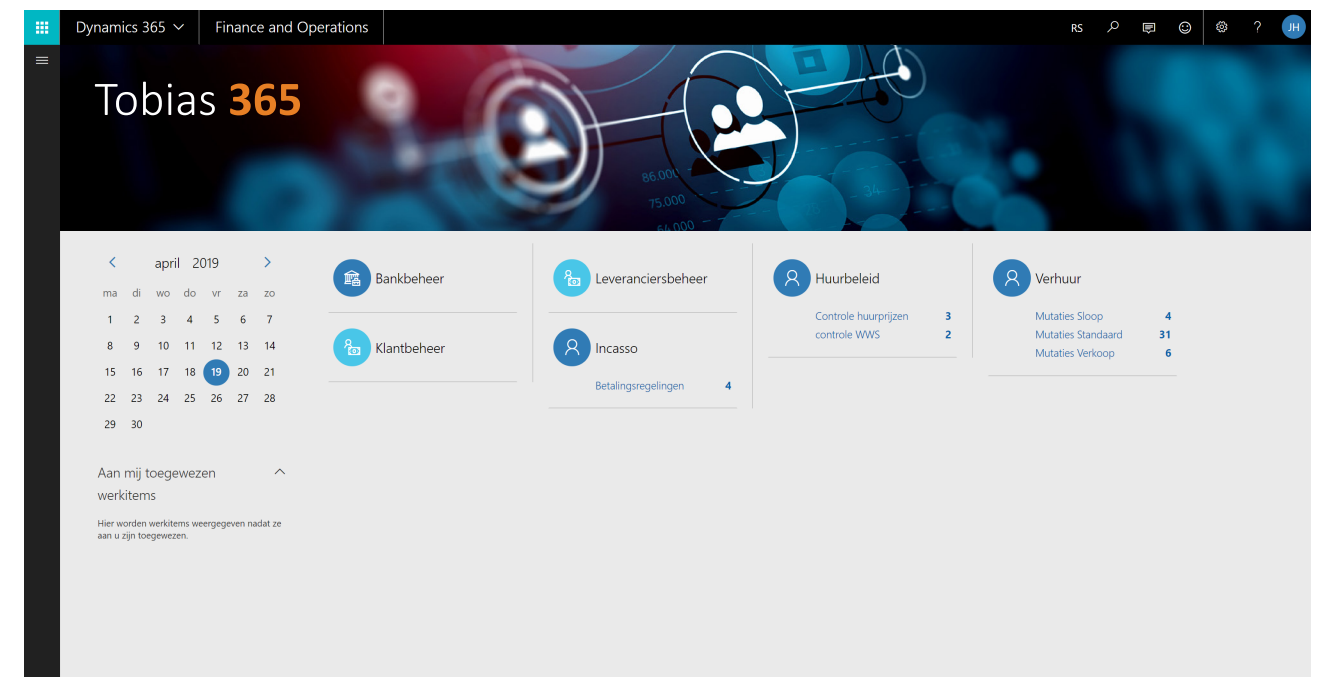 Dynamics 365
Finance and Operations
RS
?
JH
Tobias 365
86.000
75.000
64.000
34
april 2019
ma di wo do vr za zo
1 2 3 4 5 6 7
8 9 10 11 12 13 14
15 16 17 18 19 20 21
22 23 24 25 26 27 28
29 30
Aan mij toegewezen
werkitems
Hier worden werkitems weergegeven nadat ze
aan u zijn toegewezen.
Bankbeheer
Klantbeheer
Leveranciersbeheer
Incasso
Betalingsregelingen 4
Huurbeleid
Controle huurprijzen 3
controle WWS 2
Verhuur
Mutaties Sloop 4
Mutaties Standaard 31
Mutaties Verkoop 6